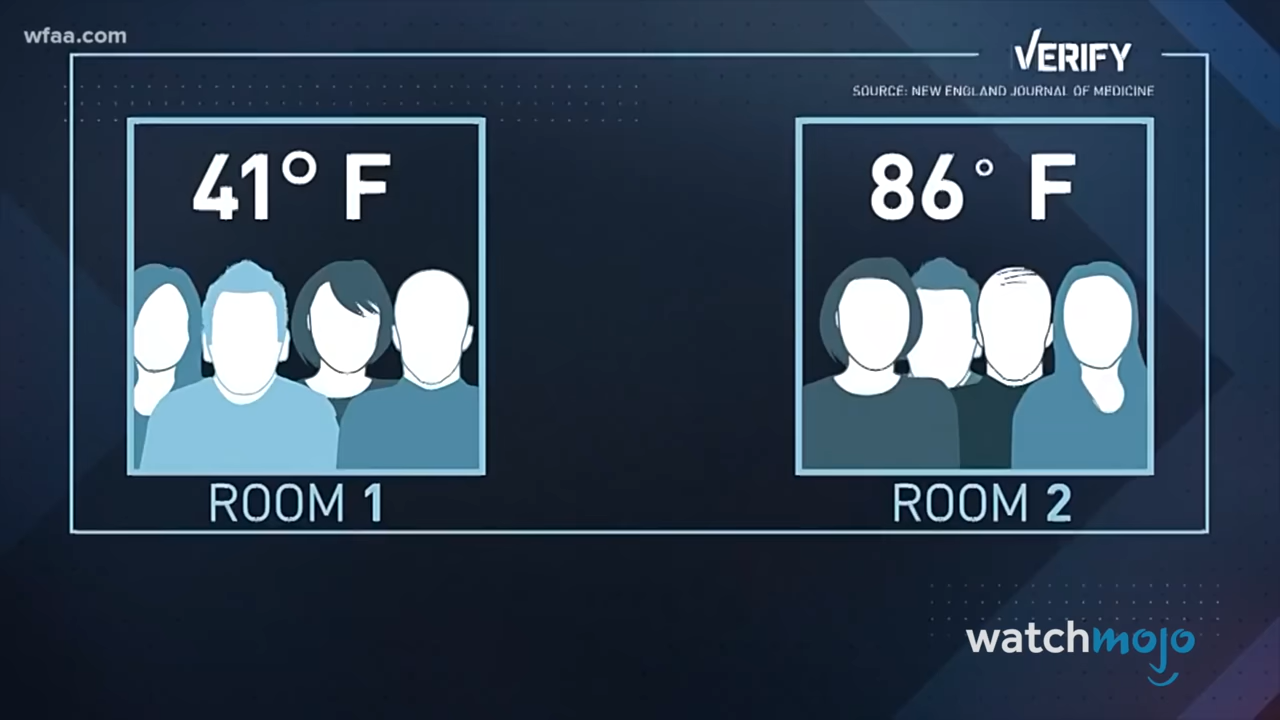 wfaa.com
VERIFY
SOURCE: NEW ENGLAND JOURNAL OF MEDICINE
41° F
86° F
ROOM 1
ROOM 2
watchmojo